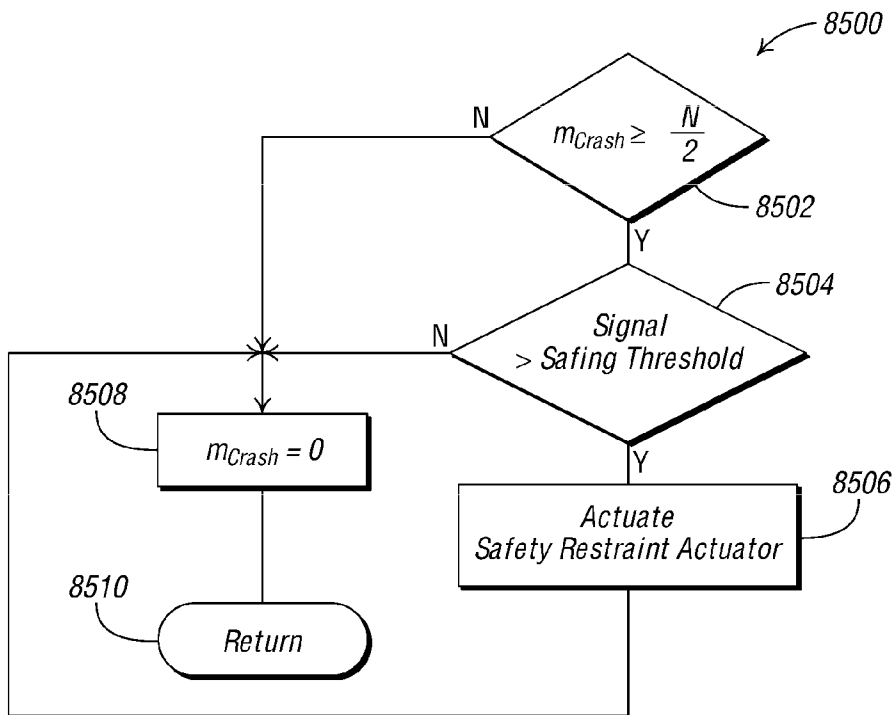 8500
N
m_Crash ≥ N/2
8502
Y
8504
N
Signal
> Safing Threshold
8508
m_Crash = 0
Y
8506
Actuate
Safety Restraint Actuator
8510
Return